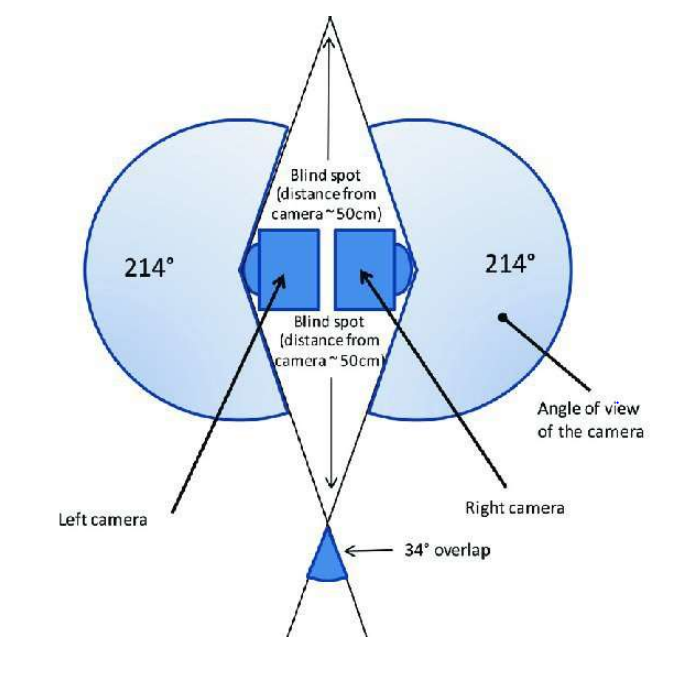 Blind spot
(distance from
camera ~ 50cm)
214°
214°
Blind spot
(distance from
camera ~ 50cm)
Angle of view
of the camera
Left camera
Right camera
34° overlap